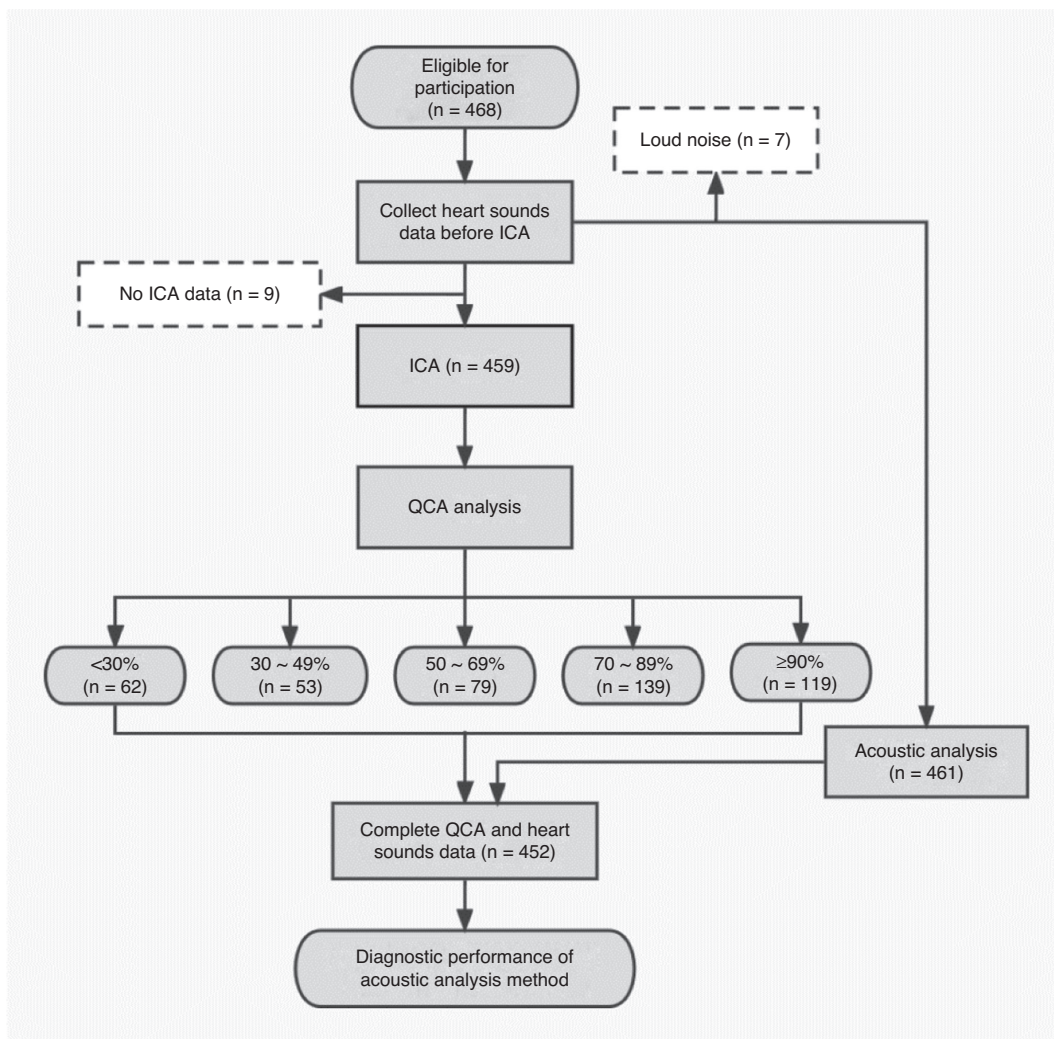 Eligible for
participation
(n = 468)
Loud noise (n = 7)
Collect heart sounds
data before ICA
No ICA data (n = 9)
ICA (n = 459)
QCA analysis
<30%
(n = 62)
30 ~ 49%
(n = 53)
50 ~ 69%
(n = 79)
70 ~ 89%
(n = 139)
≥90%
(n = 119)
Acoustic analysis
(n = 461)
Complete QCA and heart
sounds data (n = 452)
Diagnostic performance of
acoustic analysis method